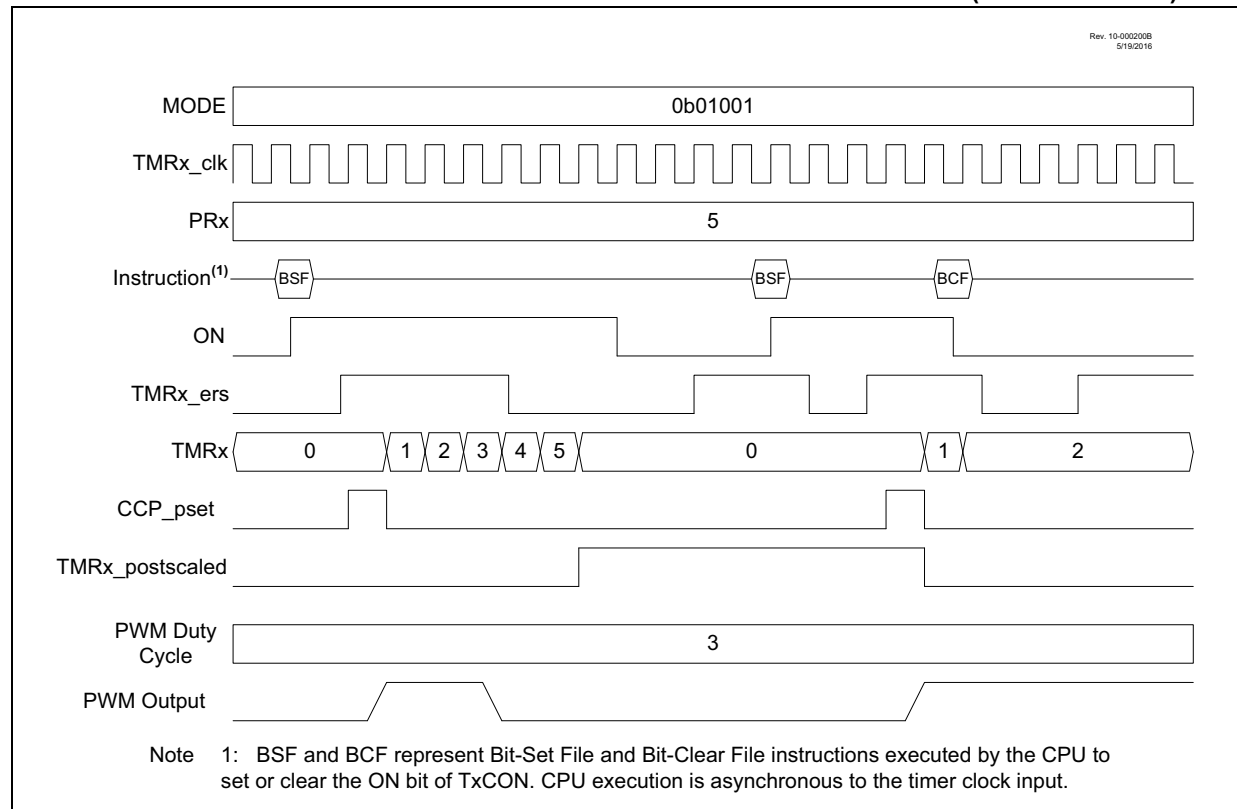 Rev. 10-000200B
5/19/2016
MODE 0b01001
TMRx_clk
PRx 5
Instruction(1) BSF BSF BCF
ON
TMRx_ers
TMRx 0 1 2 3 4 5 0 1 2
CCP_pset
TMRx_postscaled
PWM Duty
Cycle 3
PWM Output
Note 1: BSF and BCF represent Bit-Set File and Bit-Clear File instructions executed by the CPU to
set or clear the ON bit of TxCON. CPU execution is asynchronous to the timer clock input.